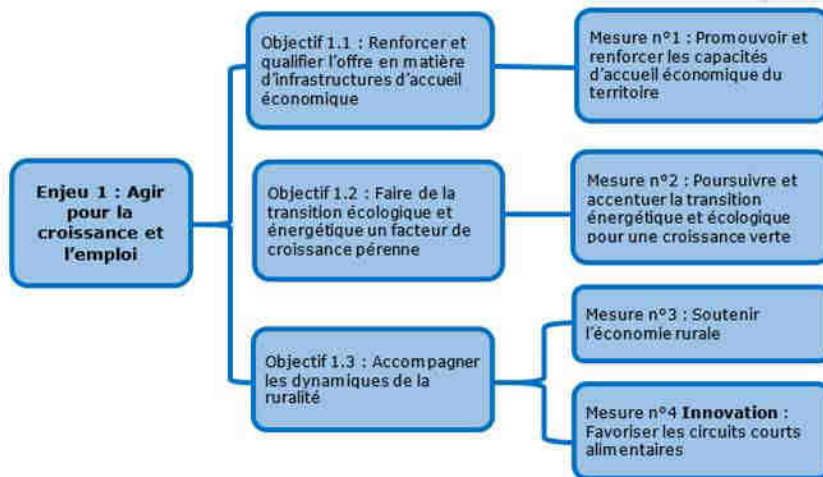 Objectif 1.1 : Renforcer et
qualifier l'offre en matière
d'infrastructures d'accueil
économique
Mesure n°1 : Promouvoir et
renforcer les capacités
d'accueil économique du
territoire
Enjeu 1 : Agir
pour la
croissance et
l'emploi
Objectif 1.2 : Faire de la
transition écologique et
énergétique un facteur de
croissance pérenne
Mesure n°2 : Poursuivre et
accentuer la transition
énergétique et écologique
pour une croissance verte
Objectif 1.3 : Accompagner
les dynamiques de la
ruralité
Mesure n°3 : Soutenir
l'économie rurale
Mesure n°4 Innovation :
Favoriser les circuits courts
alimentaires